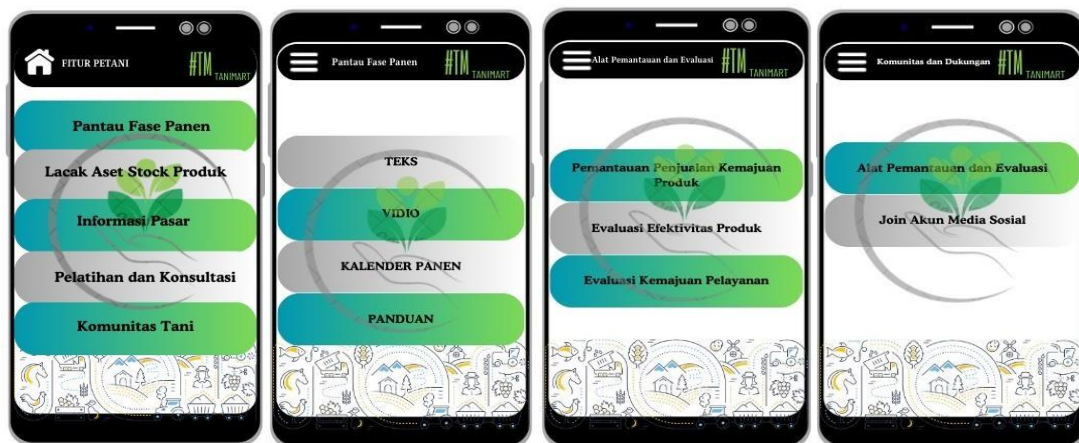 FITUR PETANI
#TM
TANIMART
Pantau Fase Panen
Lacak Aset Stock Produk
Informasi Pasar
Pelatihan dan Konsultasi
Komunitas Tani
Pantau Fase Panen
#TM
TANIMART
TEKS
VIDIO
KALENDER PANEN
PANDUAN
Alat Pemantauan dan Evaluasi
#TM
TANIMART
Pemantauan Penjualan Kemajuan
Produk
Evaluasi Efektivitas Produk
Evaluasi Kemajuan Pelayanan
Komunitas dan Dukungan
#TM
TANIMART
Alat Pemantauan dan Evaluasi
Join Akun Media Sosial